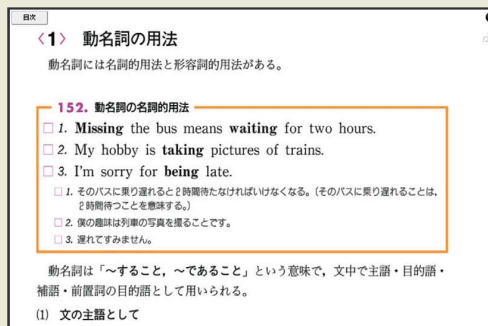 目次
〈1〉 動名詞の用法
動名詞には名詞的用法と形容詞的用法がある。
152. 動名詞の名詞的用法
□ 1. Missing the bus means waiting for two hours.
□ 2. My hobby is taking pictures of trains.
□ 3. I'm sorry for being late.
□ 1. そのバスに乗り遅れると2時間待たなければいけなくなる。(そのバスに乗り遅れることは,
2時間待つことを意味する。)
□ 2. 僕の趣味は列車の写真を撮ることです。
□ 3. 遅れてすみません。
動名詞は「〜すること，〜であること」という意味で，文中で主語・目的語・
補語・前置詞の目的語として用いられる。
(1) 文の主語として